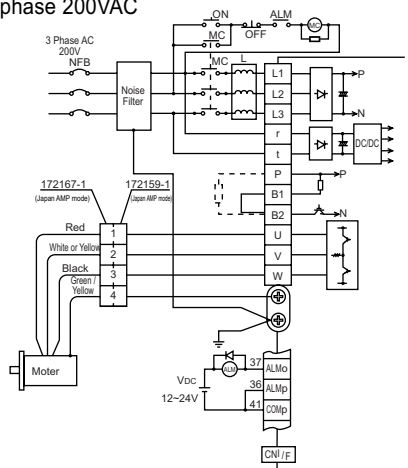 phase 200VAC
ON
ALM
MC
OFF
MC
3 Phase AC
200V
NFB
MC
L
Noise
Filter
L1
L2
L3
r
t
P
B1
B2
U
V
W
P
N
DC/DC
P
N
172167-1
(Japan AMP mode)
172159-1
(Japan AMP mode)
Red
1
White or Yellow
2
Black
3
Green /
Yellow
4
Moter
VDC
12~24V
ALM
37
ALMo
36
ALMp
41
COMp
CNI/F